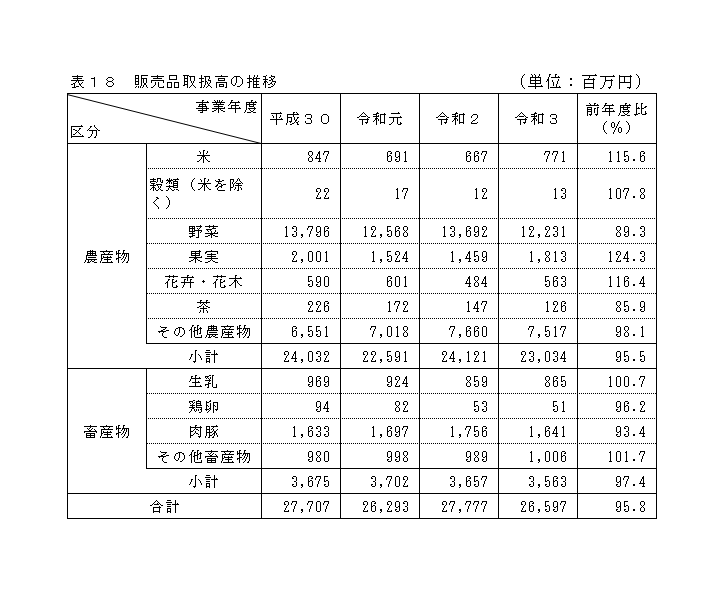 表１８　販売品取扱高の推移　（単位：百万円）
区分　事業年度　平成３０　令和元　令和２　令和３　前年度比（％）
農産物　米　847　691　667　771　115.6
穀類（米を除く）　22　17　12　13　107.8
野菜　13,796　12,568　13,692　12,231　89.3
果実　2,001　1,524　1,459　1,813　124.3
花卉・花木　590　601　484　563　116.4
茶　226　172　147　126　85.9
その他農産物　6,551　7,018　7,660　7,517　98.1
小計　24,032　22,591　24,121　23,034　95.5
畜産物　生乳　969　924　859　865　100.7
鶏卵　94　82　53　51　96.2
肉豚　1,633　1,697　1,756　1,641　93.4
その他畜産物　980　998　989　1,006　101.7
小計　3,675　3,702　3,657　3,563　97.4
合計　27,707　26,293　27,777　26,597　95.8